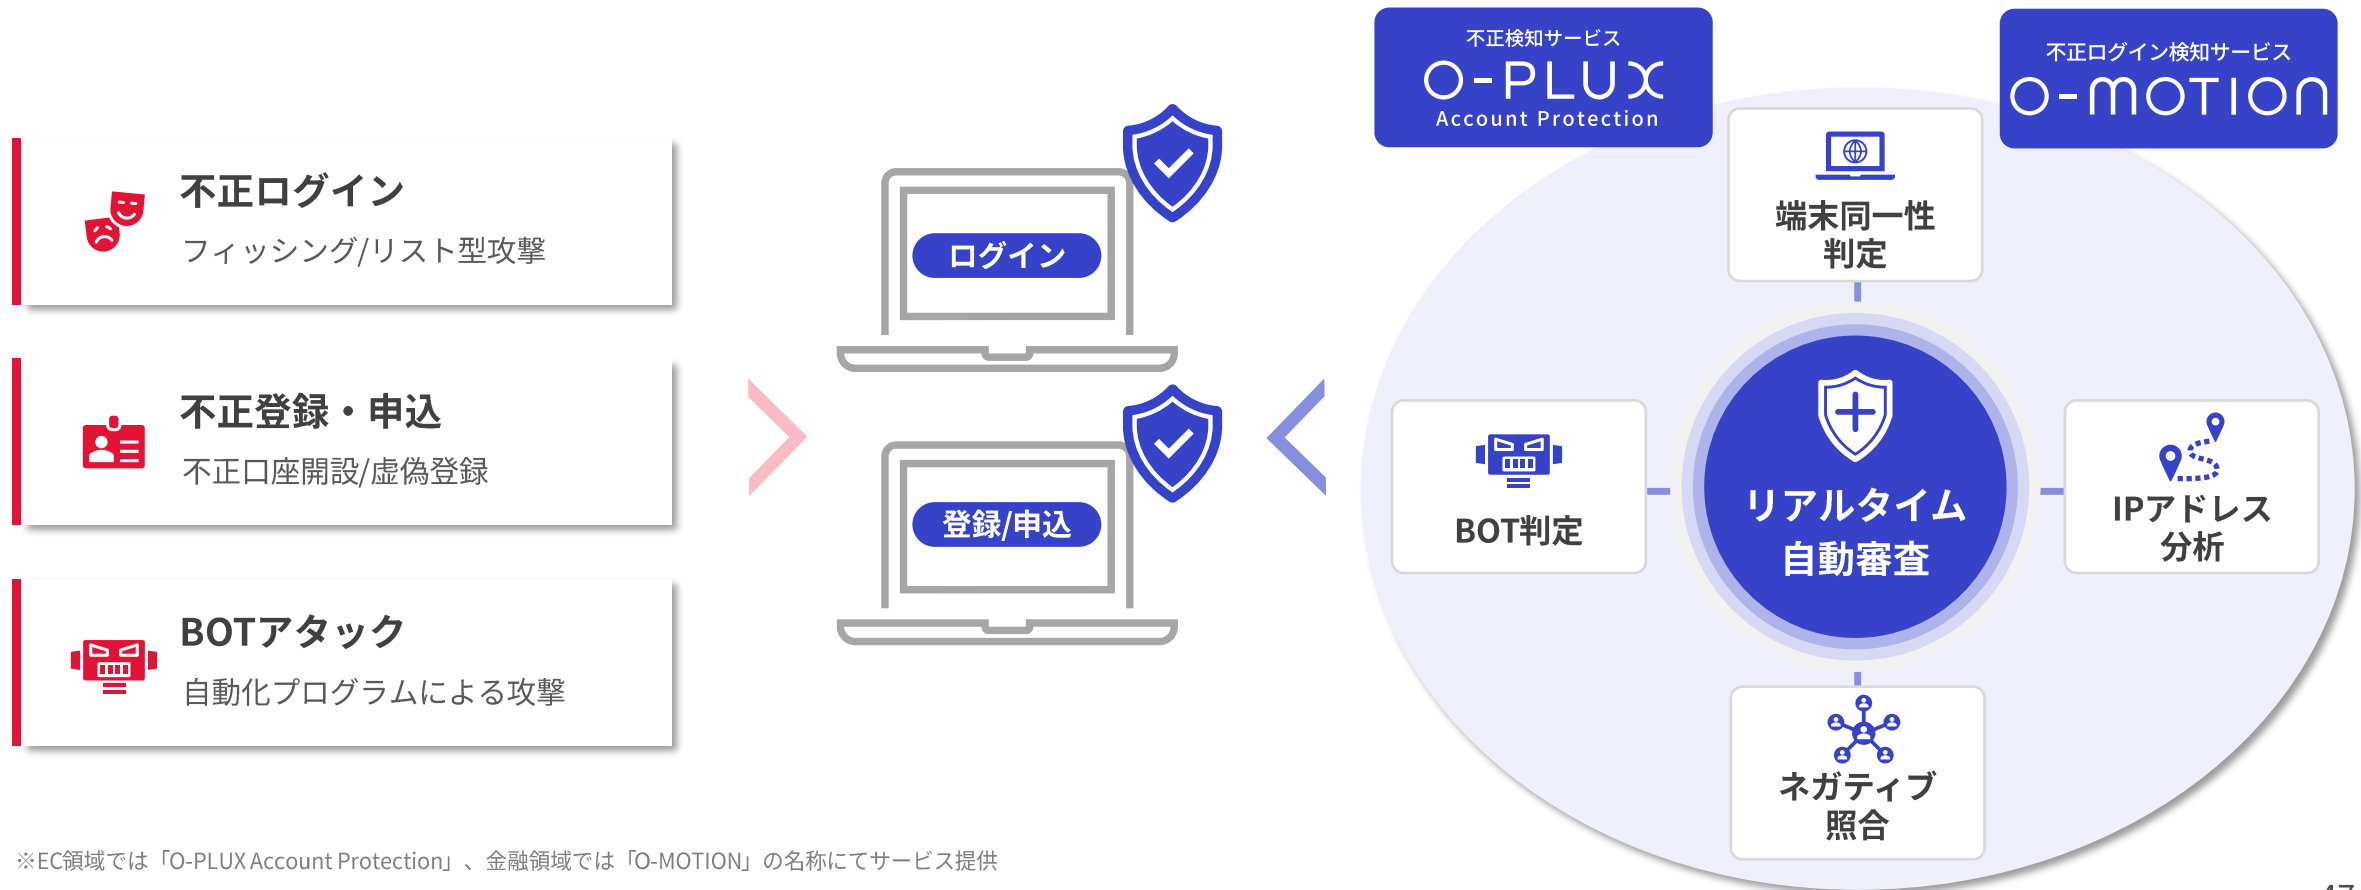 不正ログイン
フィッシング/リスト型攻撃
不正登録・申込
不正口座開設/虚偽登録
BOTアタック
自動化プログラムによる攻撃
ログイン
登録/申込
不正検知サービス
O-PLUX
Account Protection
不正ログイン検知サービス
O-MOTION
端末同一性
判定
BOT判定
リアルタイム
自動審査
IPアドレス
分析
ネガティブ
照合
※EC領域では「O-PLUX Account Protection」、金融領域では「O-MOTION」の名称にてサービス提供